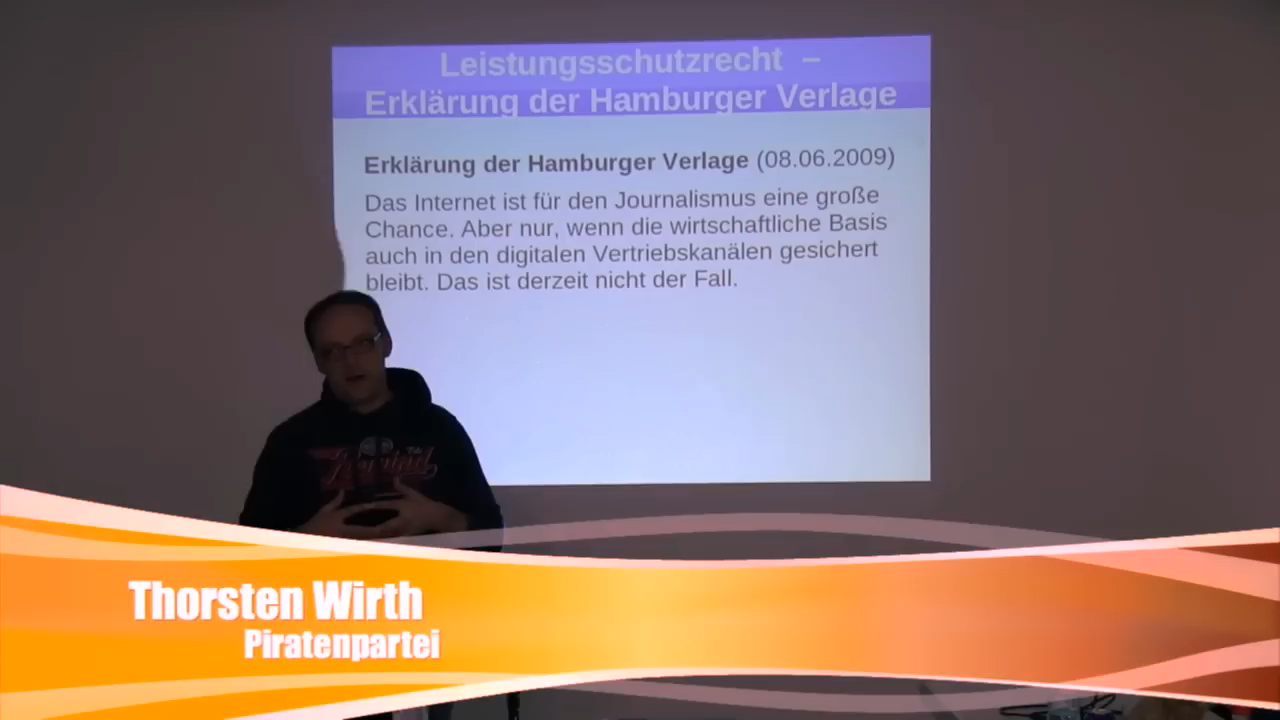 Leistungsschutzrecht –
Erklärung der Hamburger Verlage
Erklärung der Hamburger Verlage (08.06.2009)
Das Internet ist für den Journalismus eine große
Chance. Aber nur, wenn die wirtschaftliche Basis
auch in den digitalen Vertriebskanälen gesichert
bleibt. Das ist derzeit nicht der Fall.
Thorsten Wirth
Piratenpartei